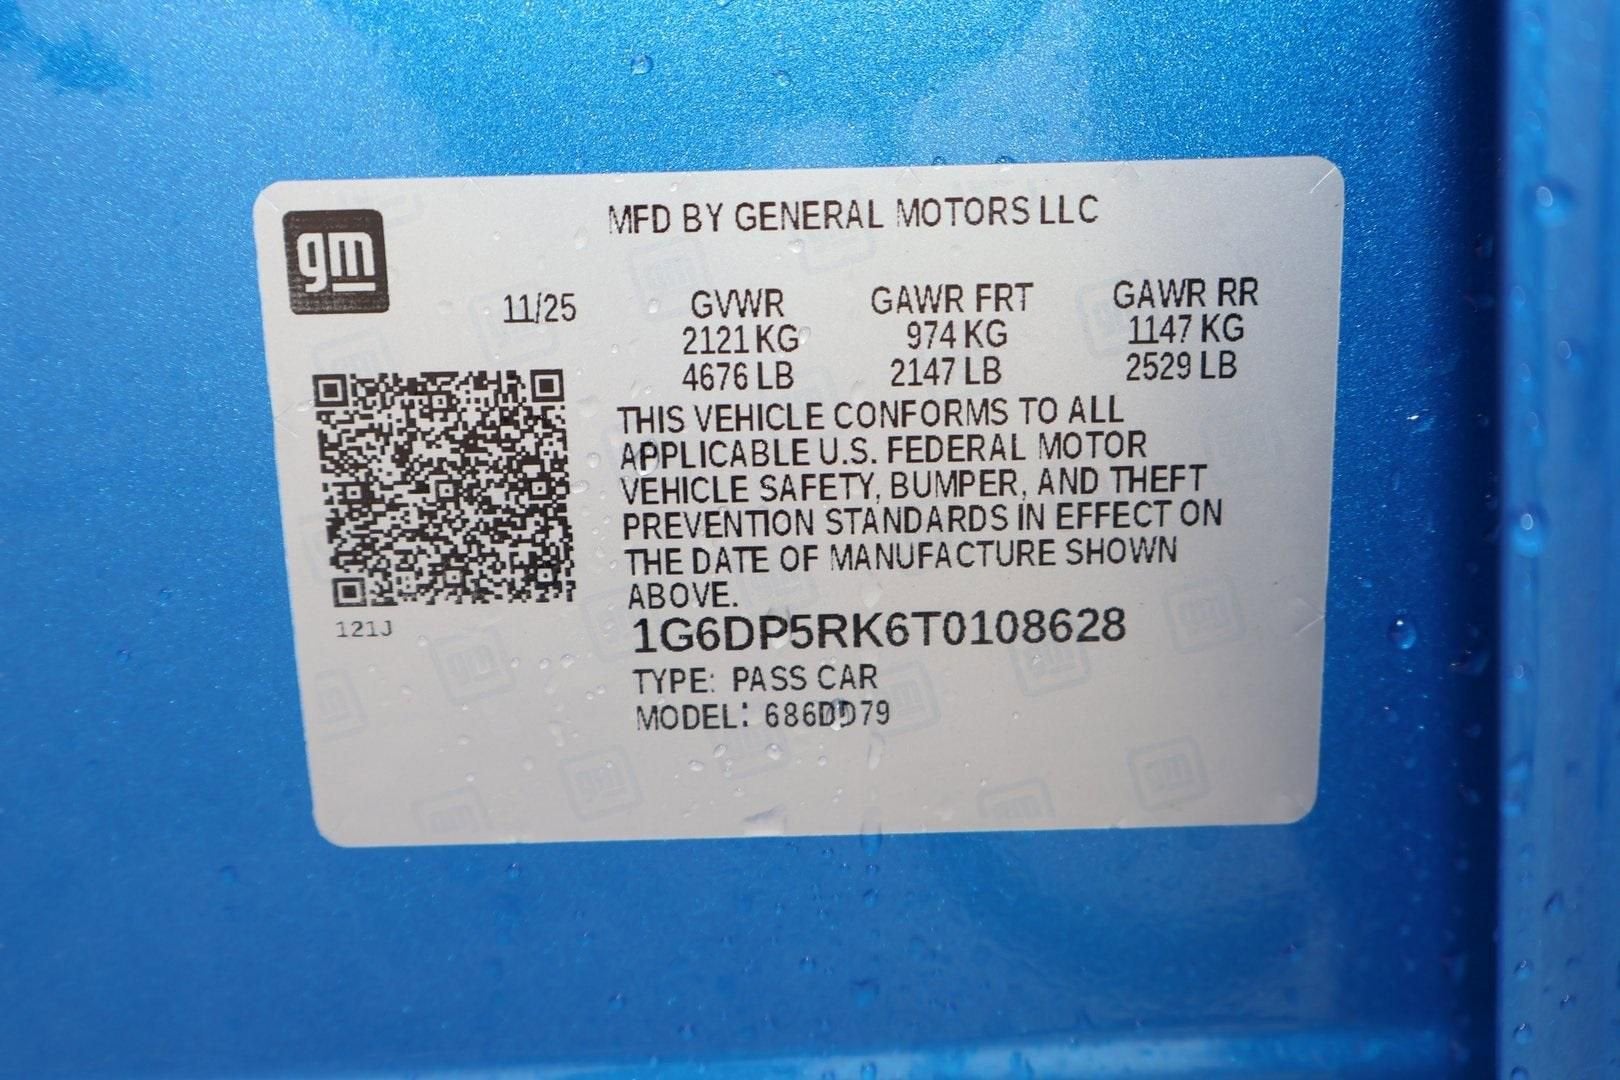 gm
MFD BY GENERAL MOTORS LLC
11/25 GVWR GAWR FRT GAWR RR
2121 KG 974 KG 1147 KG
4676 LB 2147 LB 2529 LB
THIS VEHICLE CONFORMS TO ALL
APPLICABLE U.S. FEDERAL MOTOR
VEHICLE SAFETY, BUMPER, AND THEFT
PREVENTION STANDARDS IN EFFECT ON
THE DATE OF MANUFACTURE SHOWN
ABOVE.
121J
1G6DP5RK6T0108628
TYPE: PASS CAR
MODEL: 686DD79